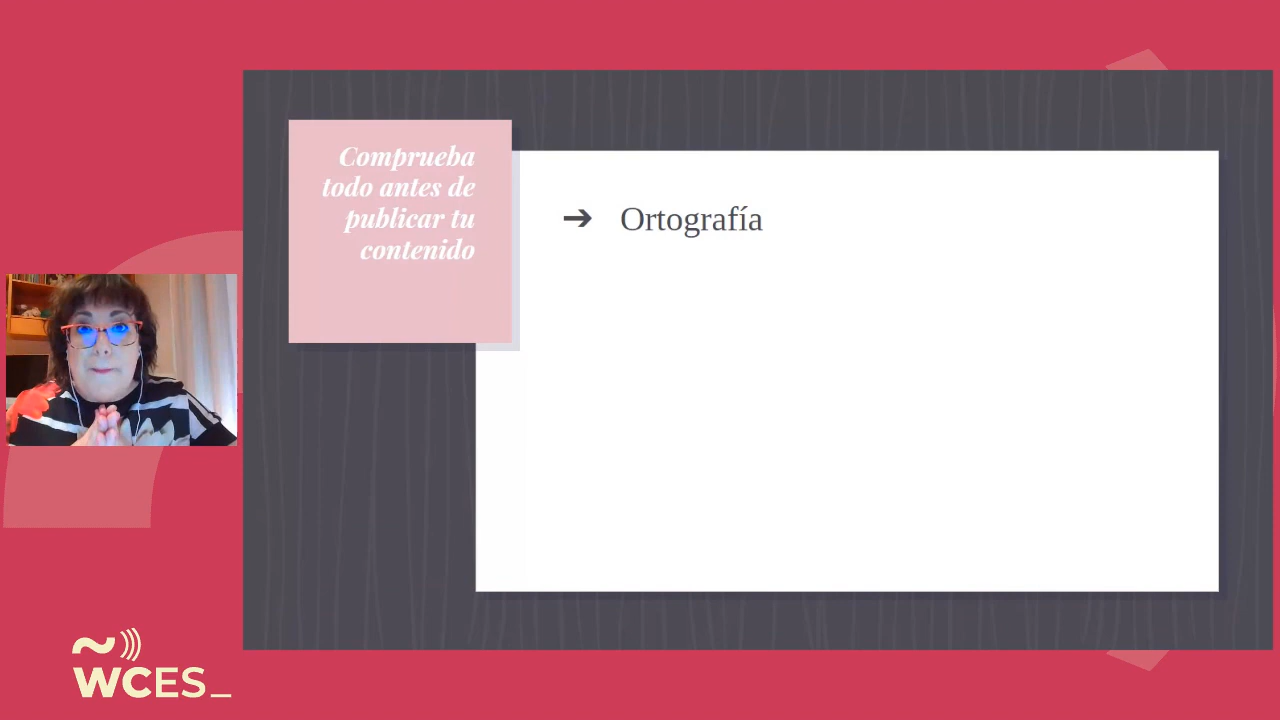 Comprueba
todo antes de
publicar tu
contenido
➔ Ortografía
WCES_